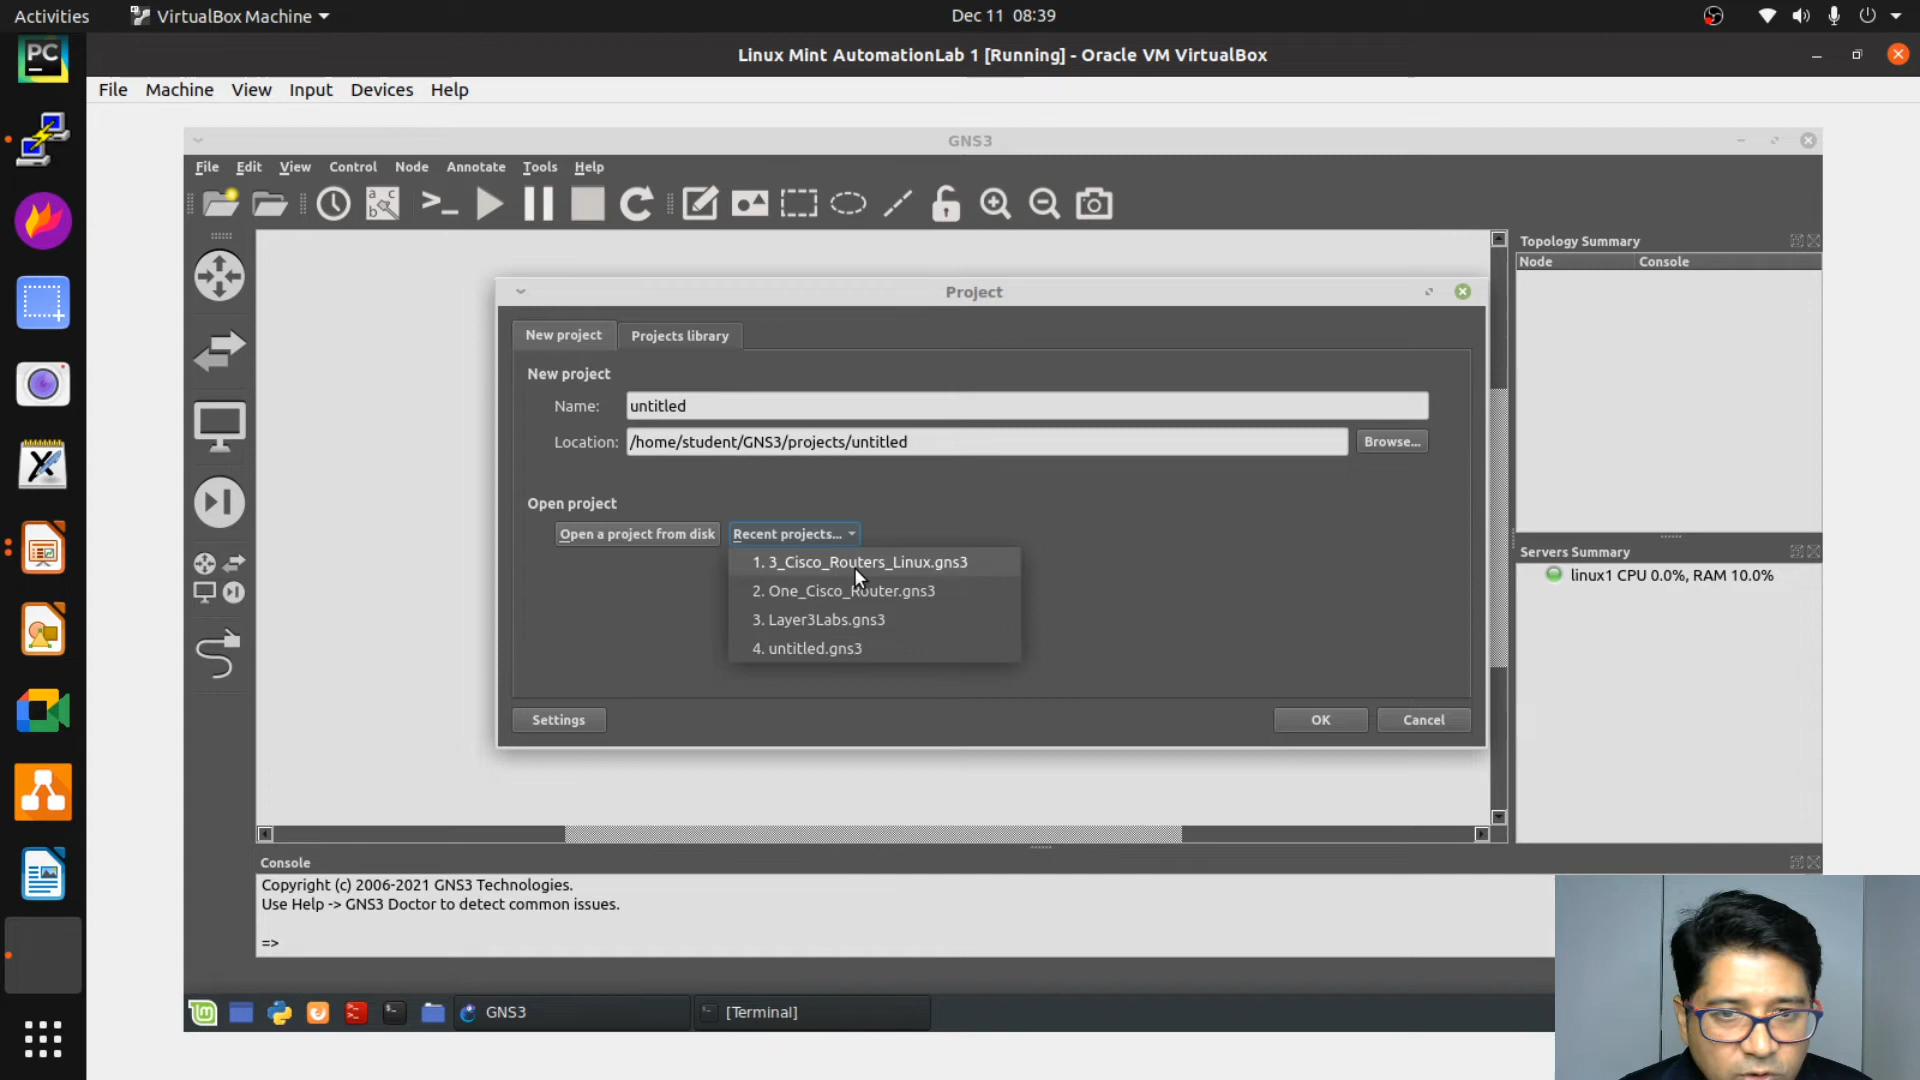 Activities
VirtualBox Machine
Dec 11 08:39
PC
Linux Mint AutomationLab 1 [Running] - Oracle VM VirtualBox
File Machine View Input Devices Help
GNS3
File Edit View Control Node Annotate Tools Help
Project
New project
Projects library
New project
Name: untitled
Location: /home/student/GNS3/projects/untitled
Browse...
Open project
Open a project from disk
Recent projects...
1. 3_Cisco_Routers_Linux.gns3
2. One_Cisco_Router.gns3
3. Layer3Labs.gns3
4. untitled.gns3
Settings
OK
Cancel
Topology Summary
Node Console
Servers Summary
linux1 CPU 0.0%, RAM 10.0%
Console
Copyright (c) 2006-2021 GNS3 Technologies.
Use Help -> GNS3 Doctor to detect common issues.
=>
GNS3
[Terminal]